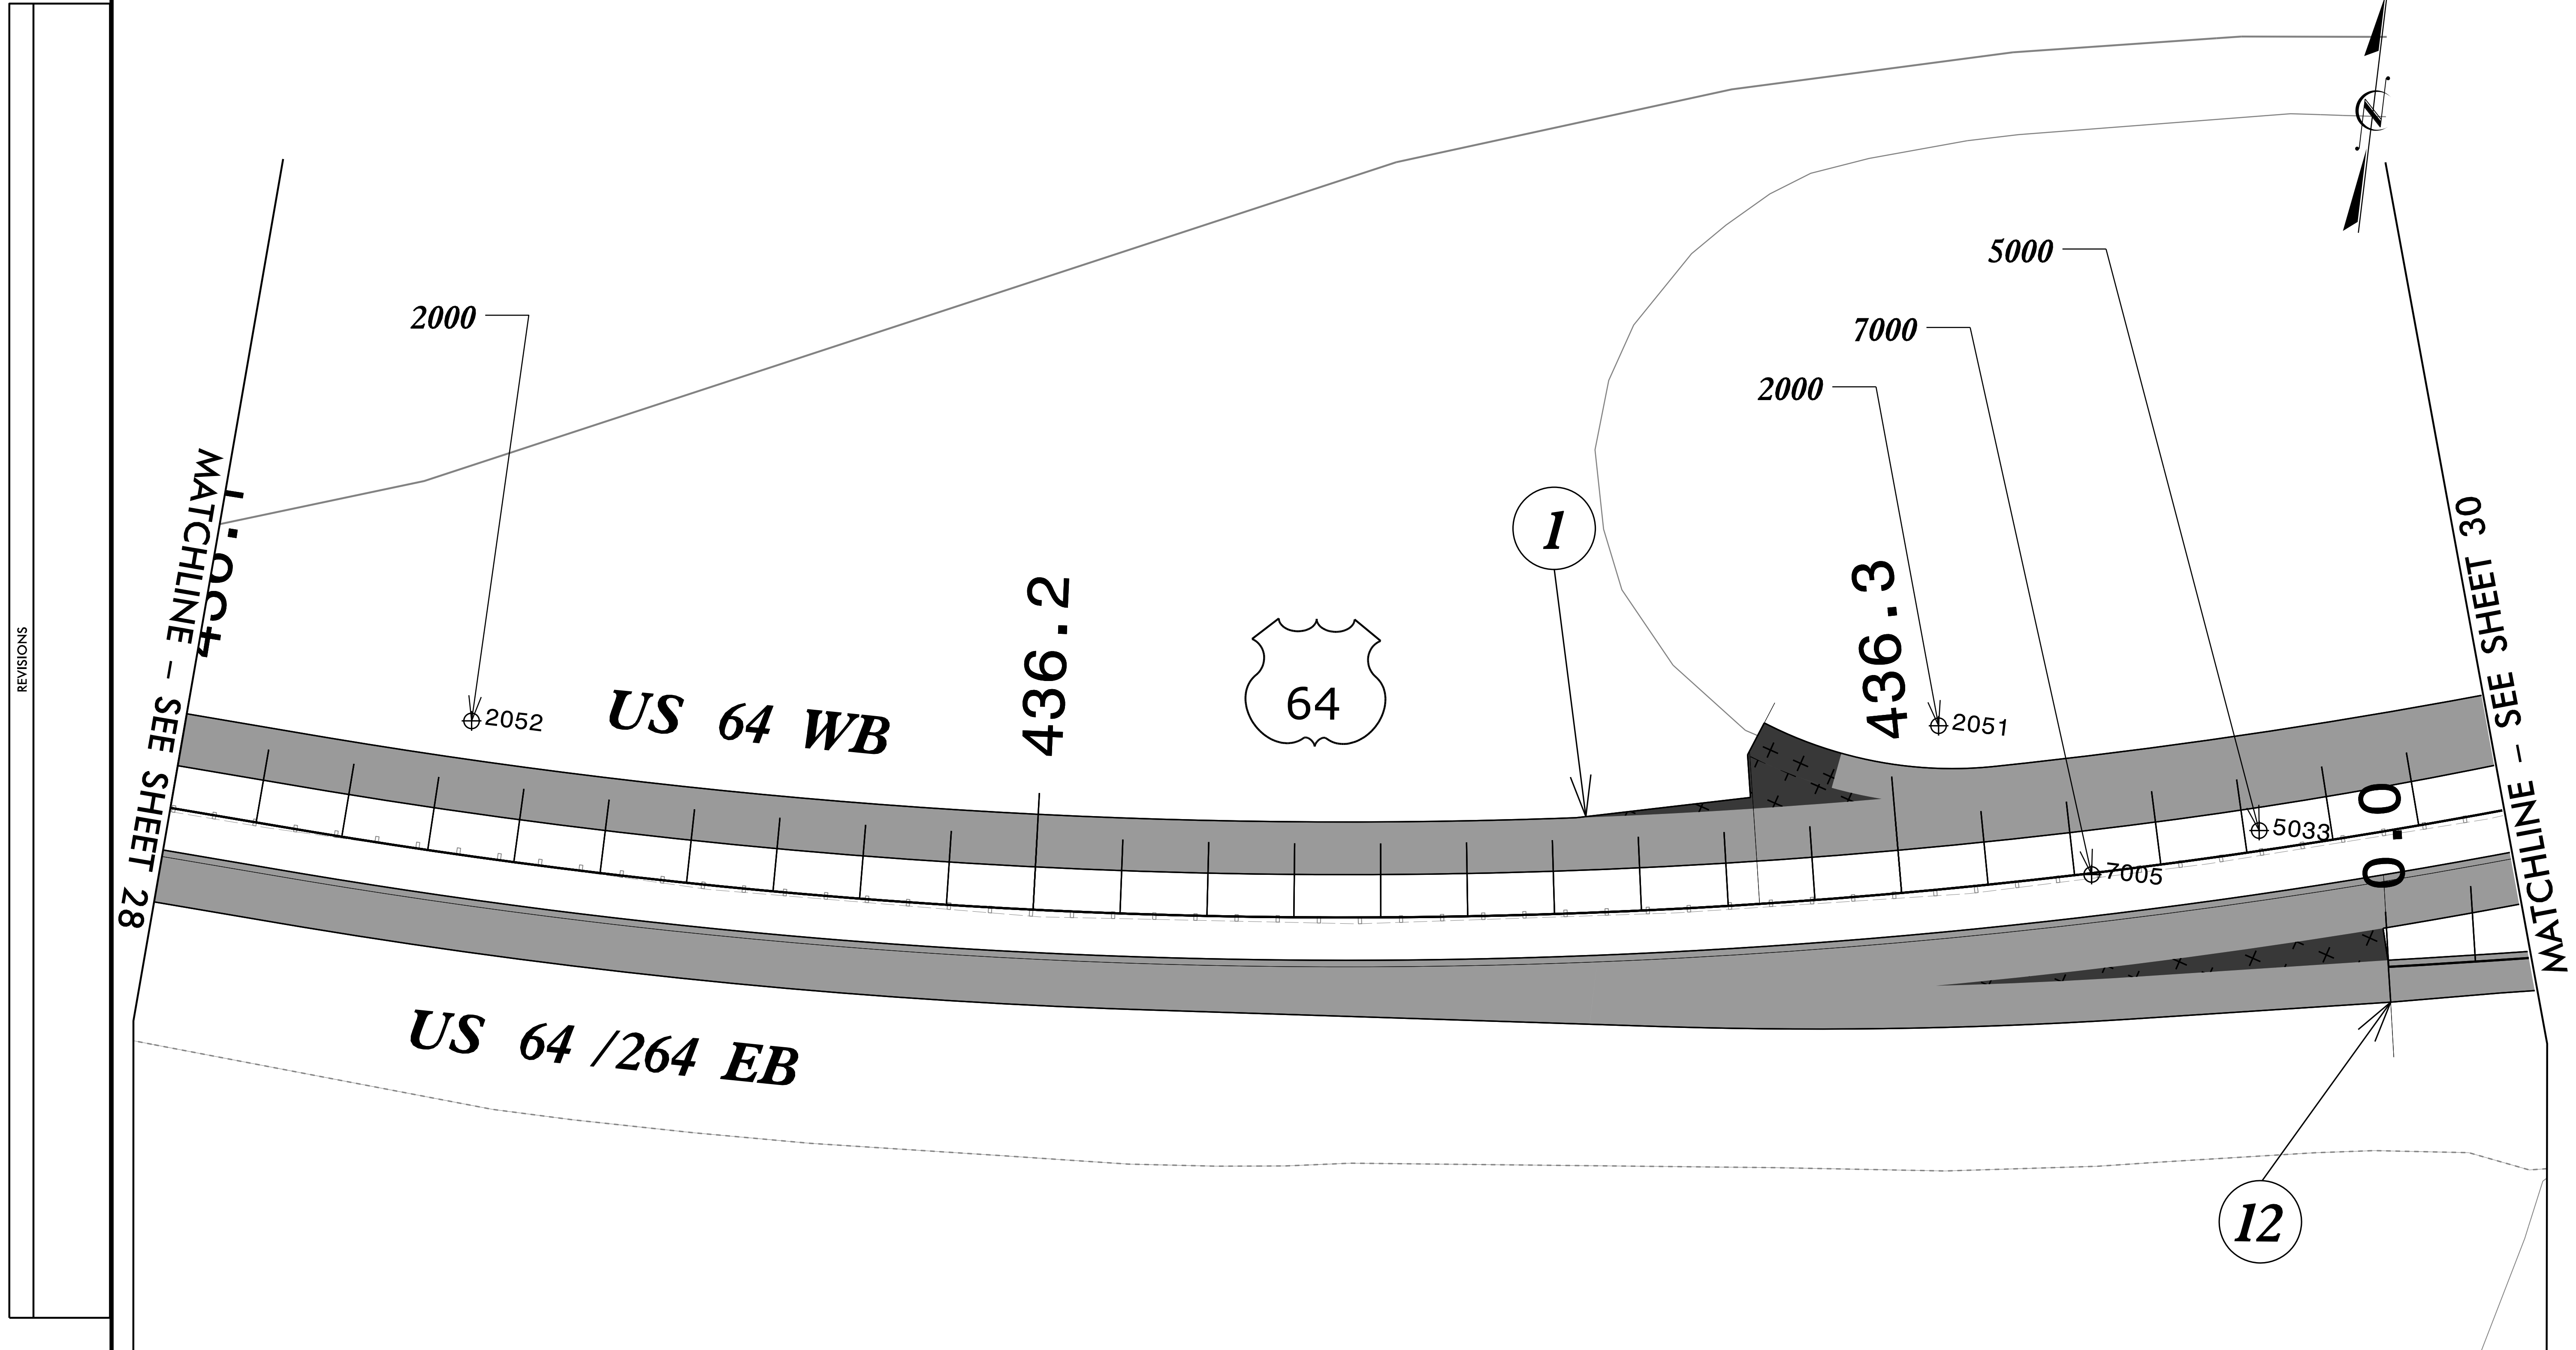 REVISIONS
N
5000
2000
7000
2000
1
436.2
436.3
64
2052
US 64 WB
2051
5033
7005
0.0
MATCHLINE - SEE SHEET 28
MATCHLINE - SEE SHEET 30
US 64 /264 EB
12